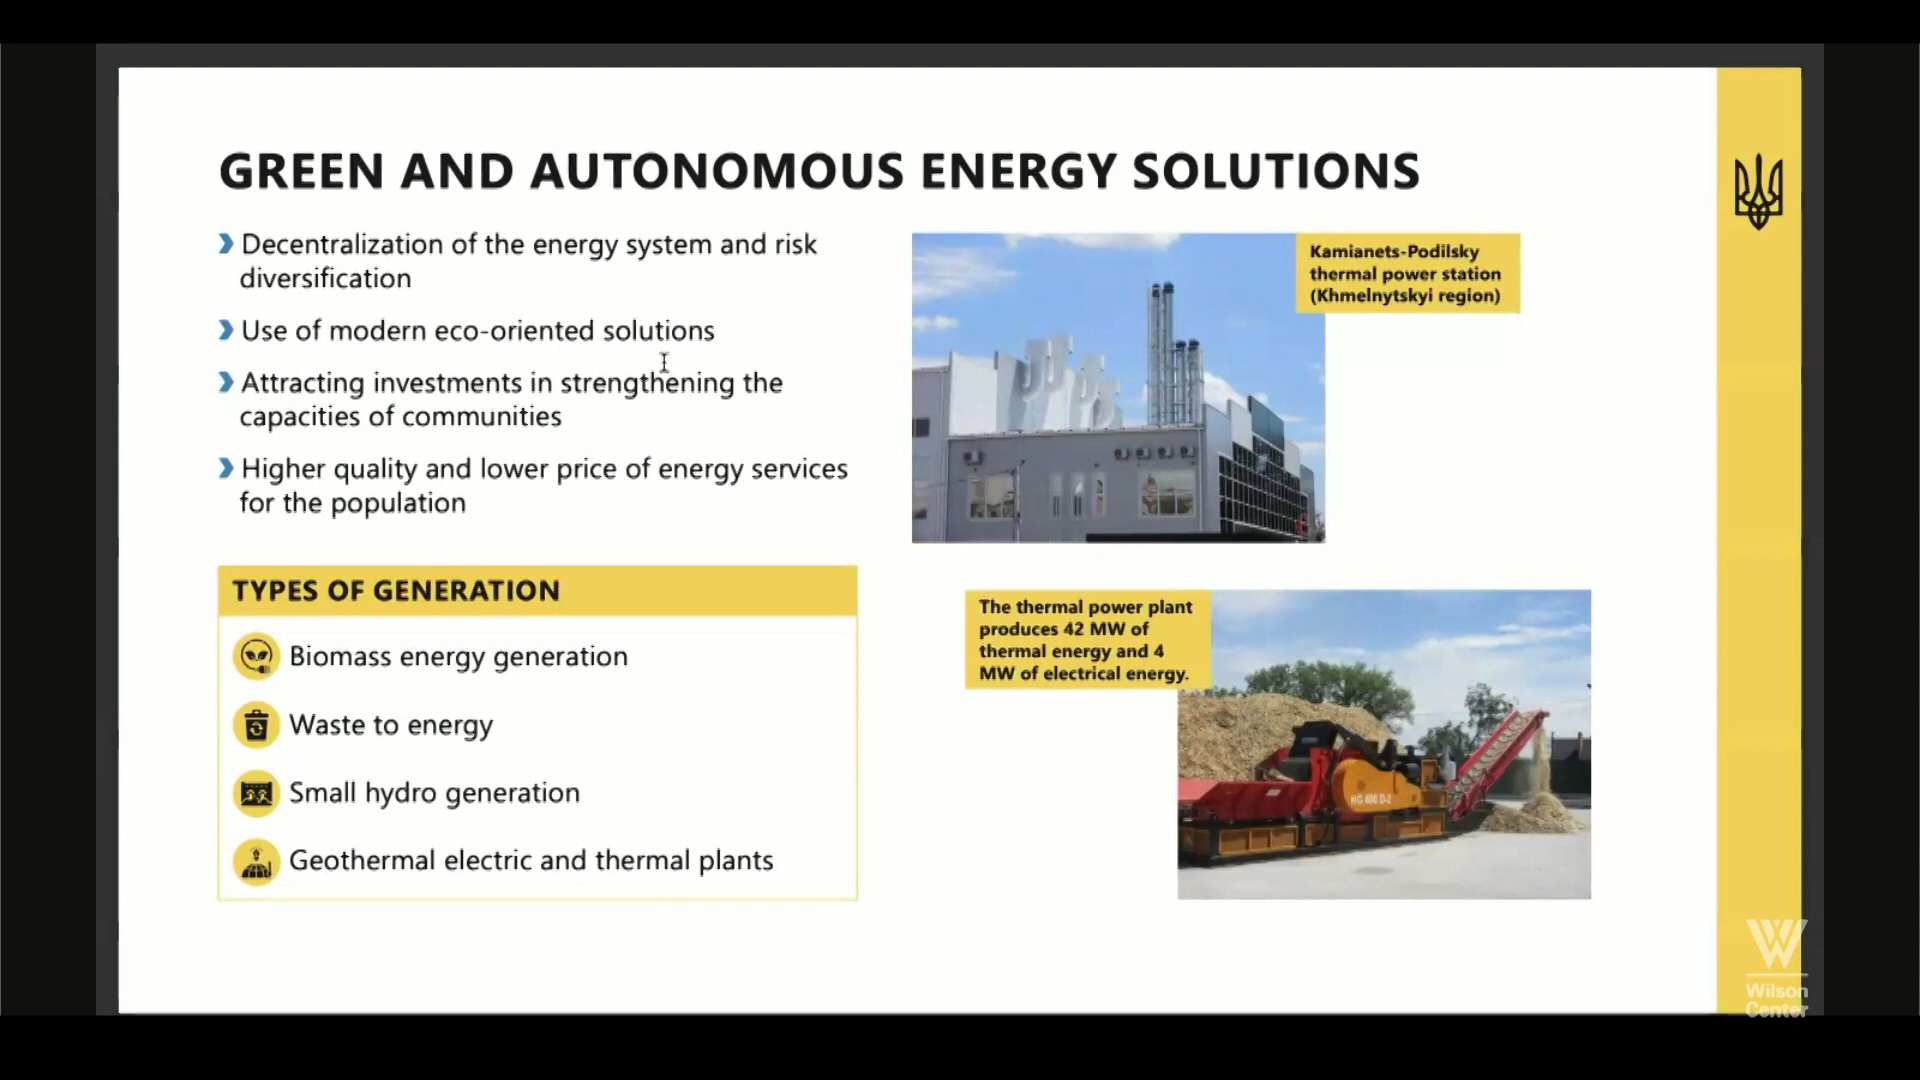 GREEN AND AUTONOMOUS ENERGY SOLUTIONS
Decentralization of the energy system and risk
diversification
Use of modern eco-oriented solutions
Attracting investments in strengthening the
capacities of communities
Higher quality and lower price of energy services
for the population
Kamianets-Podilsky
thermal power station
(Khmelnytskyi region)
TYPES OF GENERATION
Biomass energy generation
Waste to energy
Small hydro generation
Geothermal electric and thermal plants
The thermal power plant
produces 42 MW of
thermal energy and 4
MW of electrical energy.
HG 600 D-2
Wilson
Center